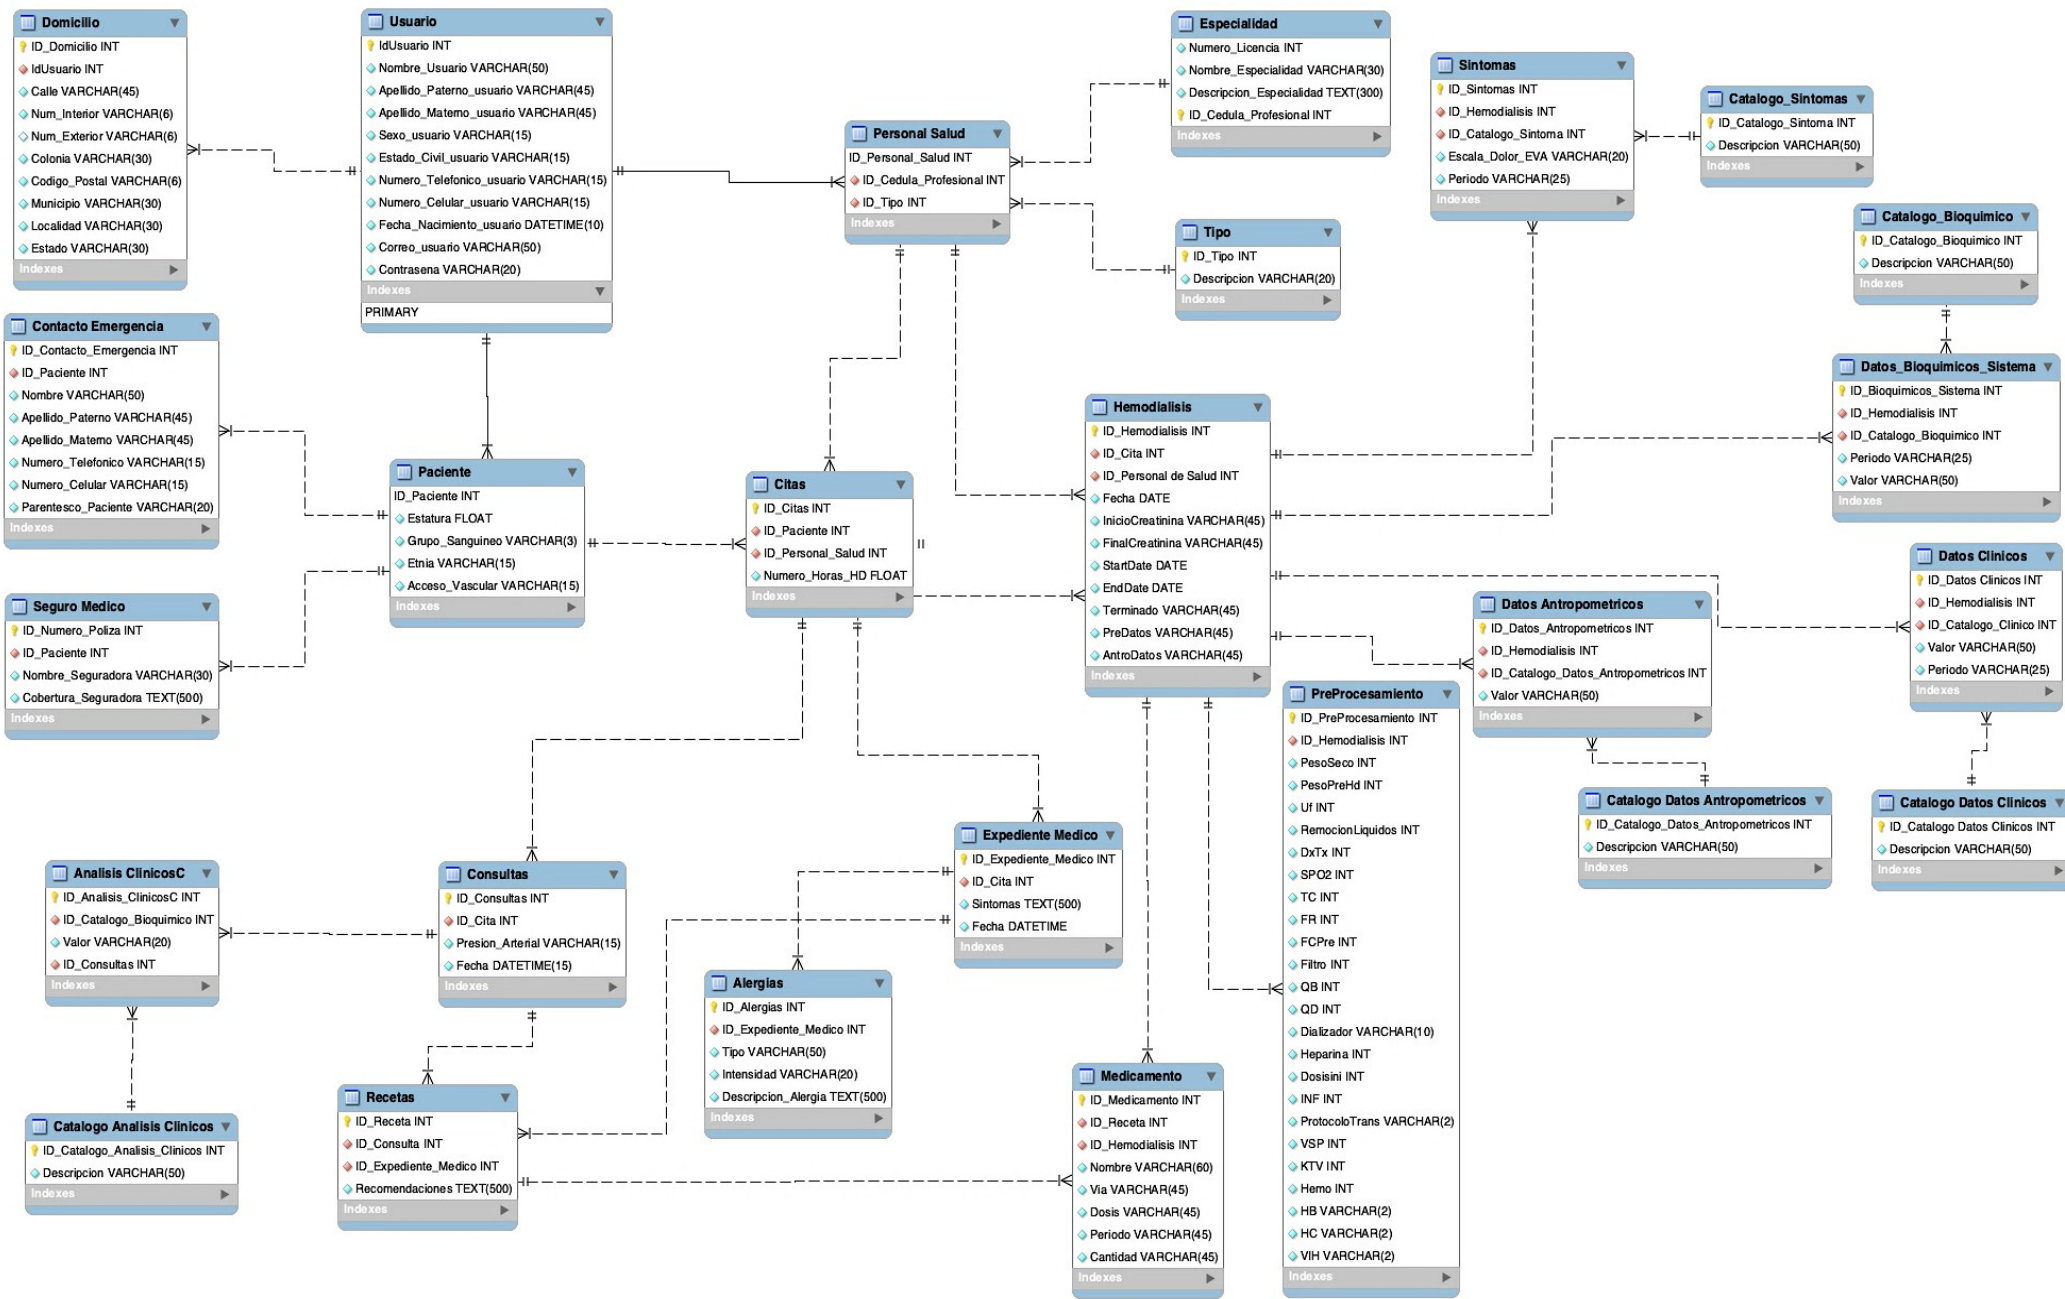 Domicilio
ID_Domicilio INT
IdUsuario INT
Calle VARCHAR(45)
Num_Interior VARCHAR(6)
Num_Exterior VARCHAR(6)
Colonia VARCHAR(30)
Codigo_Postal VARCHAR(6)
Municipio VARCHAR(30)
Localidad VARCHAR(30)
Estado VARCHAR(30)
Indexes
Usuario
IdUsuario INT
Nombre_Usuario VARCHAR(50)
Apellido_Paterno_usuario VARCHAR(45)
Apellido_Materno_usuario VARCHAR(45)
Sexo_usuario VARCHAR(15)
Estado_Civil_usuario VARCHAR(15)
Numero_Telefonico_usuario VARCHAR(15)
Numero_Celular_usuario VARCHAR(15)
Fecha_Nacimiento_usuario DATETIME(10)
Correo_usuario VARCHAR(50)
Contrasena VARCHAR(20)
Indexes
PRIMARY
Personal Salud
ID_Personal_Salud INT
ID_Cedula_Profesional INT
ID_Tipo INT
Indexes
Especialidad
Numero_Licencia INT
Nombre_Especialidad VARCHAR(30)
Descripcion_Especialidad TEXT(300)
ID_Cedula_Profesional INT
Indexes
Tipo
ID_Tipo INT
Descripcion VARCHAR(20)
Indexes
Sintomas
ID_Sintomas INT
ID_Hemodialisis INT
ID_Catalogo_Sintoma INT
Escala_Dolor_EVA VARCHAR(20)
Periodo VARCHAR(25)
Indexes
Catalogo_Sintomas
ID_Catalogo_Sintoma INT
Descripcion VARCHAR(50)
Indexes
Catalogo_Bioquimico
ID_Catalogo_Bioquimico INT
Descripcion VARCHAR(50)
Indexes
Datos_Bioquimicos_Sistema
ID_Bioquimicos_Sistema INT
ID_Hemodialisis INT
ID_Catalogo_Bioquimico INT
Periodo VARCHAR(25)
Valor VARCHAR(50)
Indexes
Contacto Emergencia
ID_Contacto_Emergencia INT
ID_Paciente INT
Nombre VARCHAR(50)
Apellido_Paterno VARCHAR(45)
Apellido_Materno VARCHAR(45)
Numero_Telefonico VARCHAR(15)
Numero_Celular VARCHAR(15)
Parentesco_Paciente VARCHAR(20)
Indexes
Paciente
ID_Paciente INT
Estatura FLOAT
Grupo_Sanguineo VARCHAR(3)
Etnia VARCHAR(15)
Acceso_Vascular VARCHAR(15)
Indexes
Citas
ID_Citas INT
ID_Paciente INT
ID_Personal_Salud INT
Numero_Horas_HD FLOAT
Indexes
Hemodialisis
ID_Hemodialisis INT
ID_Cita INT
ID_Personal de Salud INT
Fecha DATE
InicioCreatinina VARCHAR(45)
FinalCreatinina VARCHAR(45)
StartDate DATE
EndDate DATE
Terminado VARCHAR(45)
PreDatos VARCHAR(45)
AntroDatos VARCHAR(45)
Indexes
Seguro Medico
ID_Numero_Poliza INT
ID_Paciente INT
Nombre_Seguradora VARCHAR(30)
Cobertura_Seguradora TEXT(500)
Indexes
Datos Clinicos
ID_Datos Clinicos INT
ID_Hemodialisis INT
ID_Catalogo_Clinico INT
Valor VARCHAR(50)
Periodo VARCHAR(25)
Indexes
Datos Antropometricos
ID_Datos_Antropometricos INT
ID_Hemodialisis INT
ID_Catalogo_Datos_Antropometricos INT
Valor VARCHAR(50)
Indexes
PreProcesamiento
ID_PreProcesamiento INT
ID_Hemodialisis INT
PesoSeco INT
PesoPreHd INT
Uf INT
RemocionLiquidos INT
DxTx INT
SPO2 INT
TC INT
FR INT
FCPre INT
Filtro INT
QB INT
QD INT
Dializador VARCHAR(10)
Heparina INT
Dosisini INT
INF INT
ProtocoloTrans VARCHAR(2)
VSP INT
KTV INT
Hemo INT
HB VARCHAR(2)
HC VARCHAR(2)
VIH VARCHAR(2)
Indexes
Catalogo Datos Antropometricos
ID_Catalogo_Datos_Antropometricos INT
Descripcion VARCHAR(50)
Indexes
Catalogo Datos Clinicos
ID_Catalogo Datos Clinicos INT
Descripcion VARCHAR(50)
Indexes
Expediente Medico
ID_Expediente_Medico INT
ID_Cita INT
Sintomas TEXT(500)
Fecha DATETIME
Indexes
Analisis ClinicosC
ID_Analisis_ClinicosC INT
ID_Catalogo_Bioquimico INT
Valor VARCHAR(20)
ID_Consultas INT
Indexes
Consultas
ID_Consultas INT
ID_Cita INT
Presion_Arterial VARCHAR(15)
Fecha DATETIME(15)
Indexes
Alergias
ID_Alergias INT
ID_Expediente_Medico INT
Tipo VARCHAR(50)
Intensidad VARCHAR(20)
Descripcion_Alergia TEXT(500)
Indexes
Medicamento
ID_Medicamento INT
ID_Receta INT
ID_Hemodialisis INT
Nombre VARCHAR(60)
Via VARCHAR(45)
Dosis VARCHAR(45)
Periodo VARCHAR(45)
Cantidad VARCHAR(45)
Indexes
Recetas
ID_Receta INT
ID_Consulta INT
ID_Expediente_Medico INT
Recomendaciones TEXT(500)
Indexes
Catalogo Analisis Clinicos
ID_Catalogo_Analisis_Clinicos INT
Descripcion VARCHAR(50)
Indexes